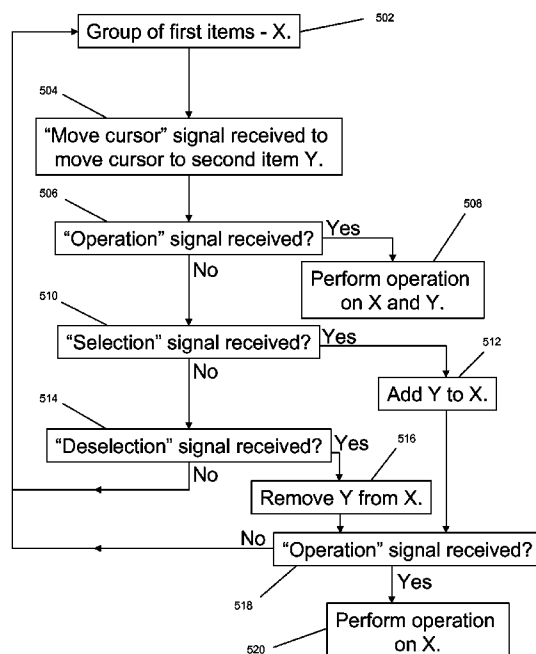 Group of first items - X.
502
504
“Move cursor” signal received to
move cursor to second item Y.
506
“Operation” signal received?
Yes
No
508
Perform operation
on X and Y.
510
“Selection” signal received?
Yes
No
512
Add Y to X.
514
“Deselection” signal received?
Yes
No
516
Remove Y from X.
No
“Operation” signal received?
518
Yes
Perform operation
on X.
520